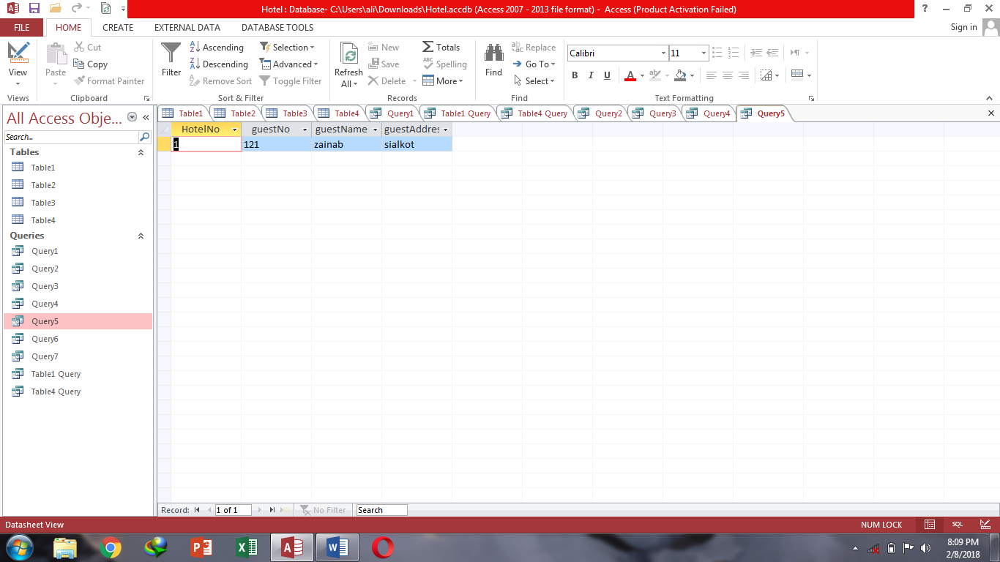 Hotel : Database- C:\Users\ali\Downloads\Hotel.accdb (Access 2007 - 2013 file format) - Access (Product Activation Failed)
FILE HOME CREATE EXTERNAL DATA DATABASE TOOLS Sign in
View
Views
Paste
Cut
Copy
Format Painter
Clipboard
Filter
Ascending
Descending
Remove Sort
Selection
Advanced
Toggle Filter
Sort & Filter
Refresh
All
New
Save
Delete
Totals
Spelling
More
Records
Find
Replace
Go To
Select
Find
Calibri 11
B I U A
Text Formatting
All Access Obje...
Search...
Tables
Table1
Table2
Table3
Table4
Queries
Query1
Query2
Query3
Query4
Query5
Query6
Query7
Table1 Query
Table4 Query
Table1 Table2 Table3 Table4 Query1 Table1 Query Table4 Query Query2 Query3 Query4 Query5
HotelNo guestNo guestName guestAddres
1 121 zainab sialkot
Record: 1 of 1 No Filter Search
Datasheet View NUM LOCK SQL
8:09 PM
2/8/2018